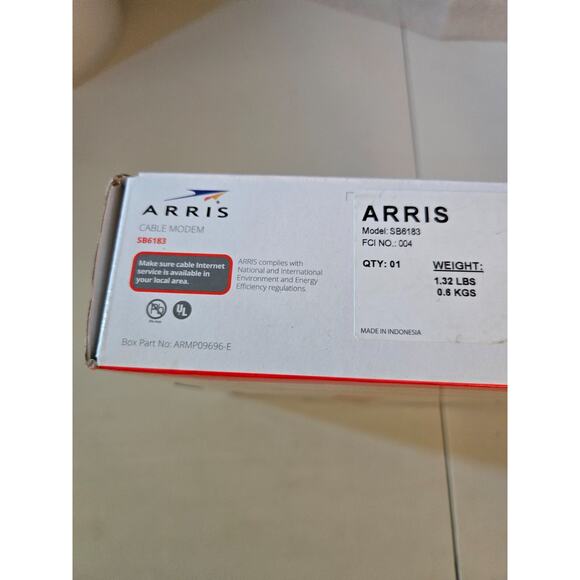 ARRIS
CABLE MODEM
SB6183
Make sure cable Internet
service is available in
your local area.
ARRIS complies with
National and International
Environment and Energy
Efficiency regulations.
UL
Box Part No: ARMP09696-E
ARRIS
Model: SB6183
FCI NO.: 004
QTY: 01
WEIGHT:
1.32 LBS
0.6 KGS
MADE IN INDONESIA